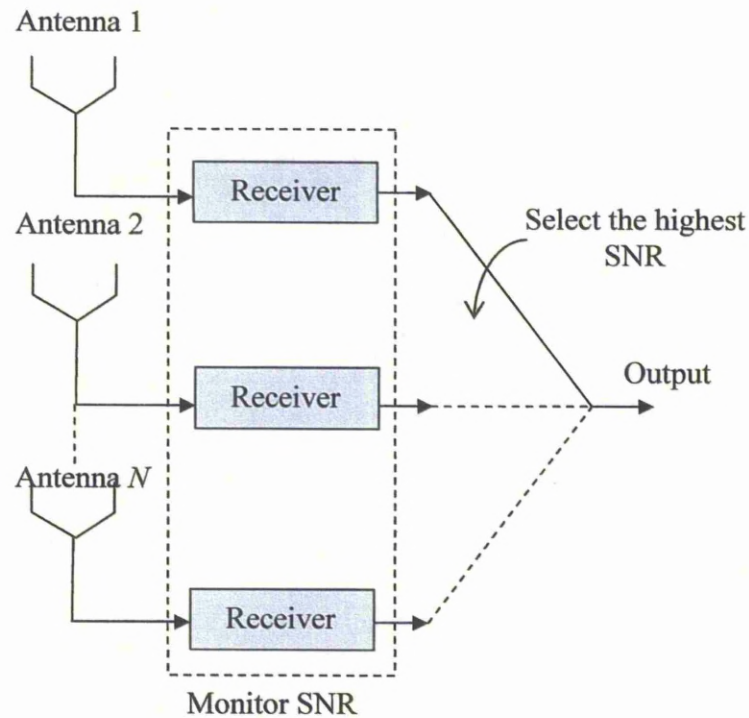 Antenna 1
Receiver
Antenna 2
Select the highest
SNR
Receiver
Output
Antenna N
Receiver
Monitor SNR